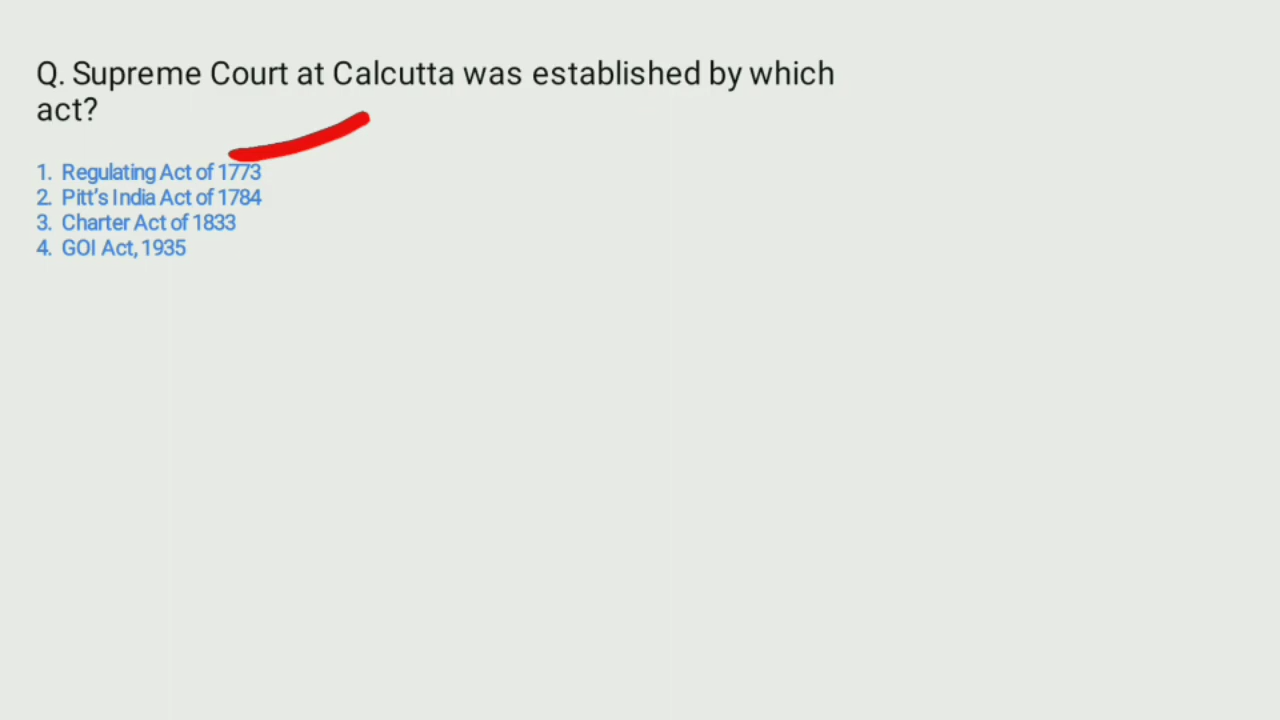 Q. Supreme Court at Calcutta was established by which
act?
1. Regulating Act of 1773
2. Pitt’s India Act of 1784
3. Charter Act of 1833
4. GOI Act, 1935